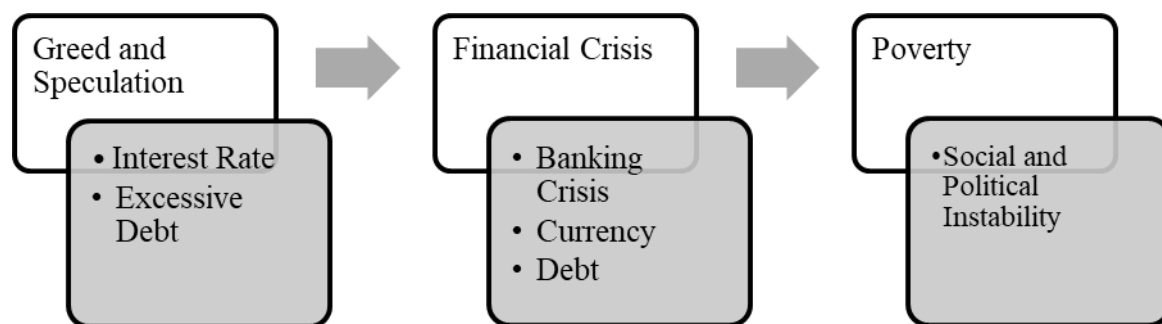 Greed and
Speculation
• Interest Rate
• Excessive
Debt
Financial Crisis
• Banking
Crisis
• Currency
• Debt
Poverty
•Social and
Political
Instability